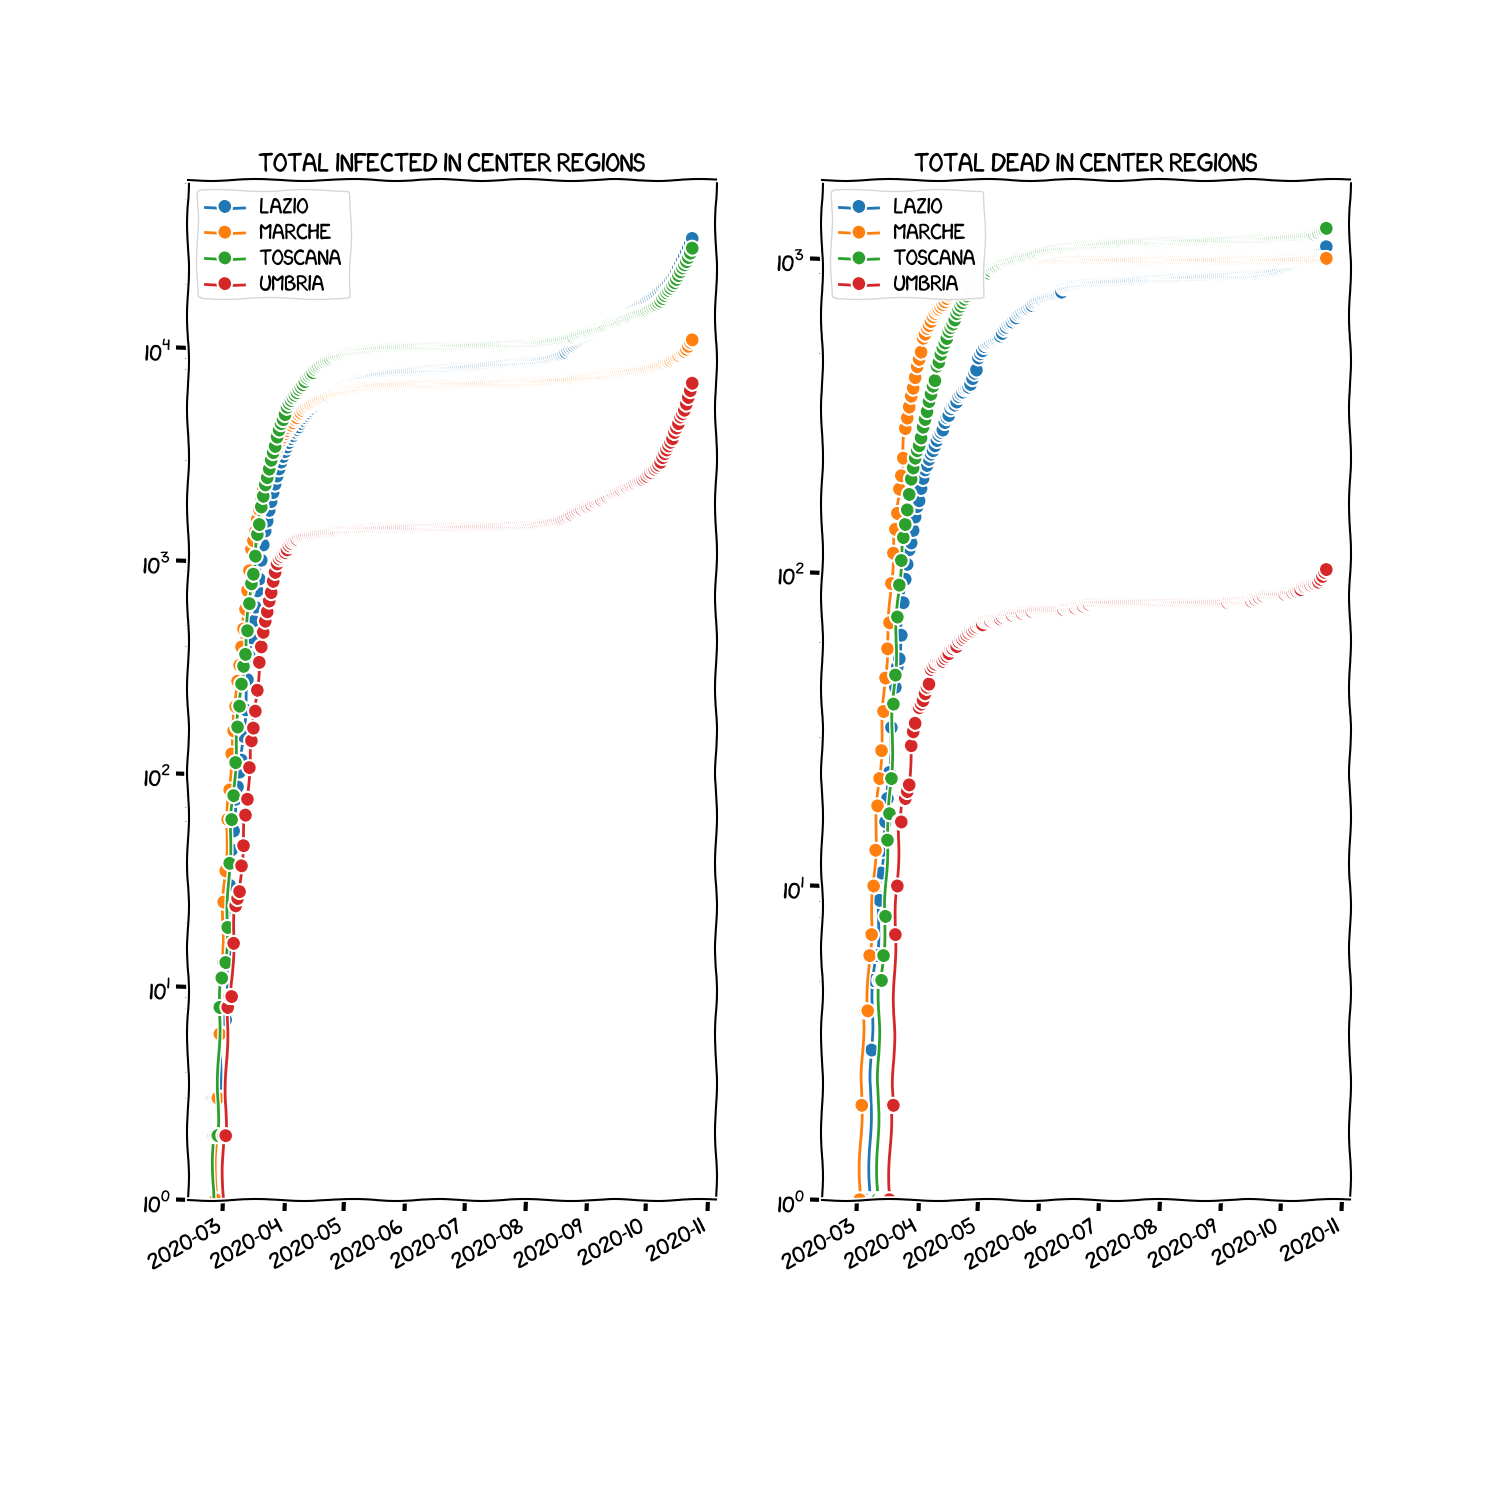 TOTAL INFECTED IN CENTER REGIONS
LAZIO
MARCHE
TOSCANA
UMBRIA
10⁴
10³
10²
10¹
10⁰
2020-03
2020-04
2020-05
2020-06
2020-07
2020-08
2020-09
2020-10
2020-11
TOTAL DEAD IN CENTER REGIONS
LAZIO
MARCHE
TOSCANA
UMBRIA
10³
10²
10¹
10⁰
2020-03
2020-04
2020-05
2020-06
2020-07
2020-08
2020-09
2020-10
2020-11